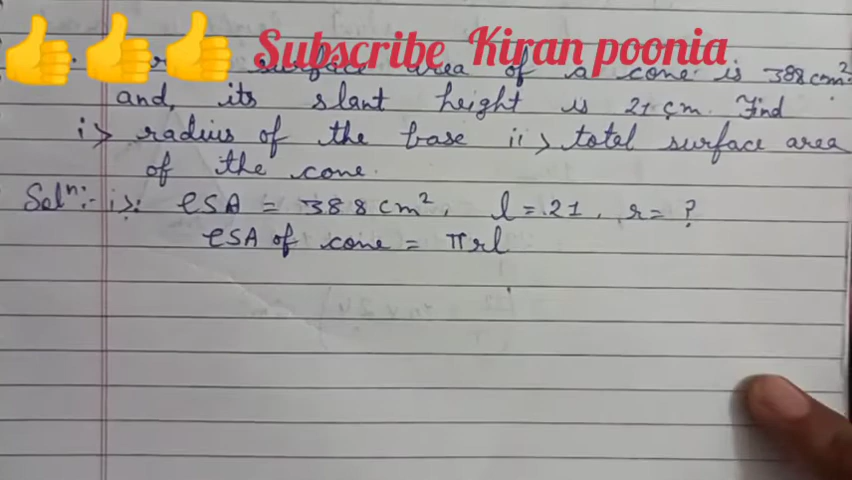 Subscribe Kiran poonia
surface area of a cone is 388 cm²
and, its slant height is 21 cm. Find
i> radius of the base ii> total surface area
of the cone.
Solⁿ:- i>: CSA = 388 cm², l = 21, r = ?
CSA of cone = πrl